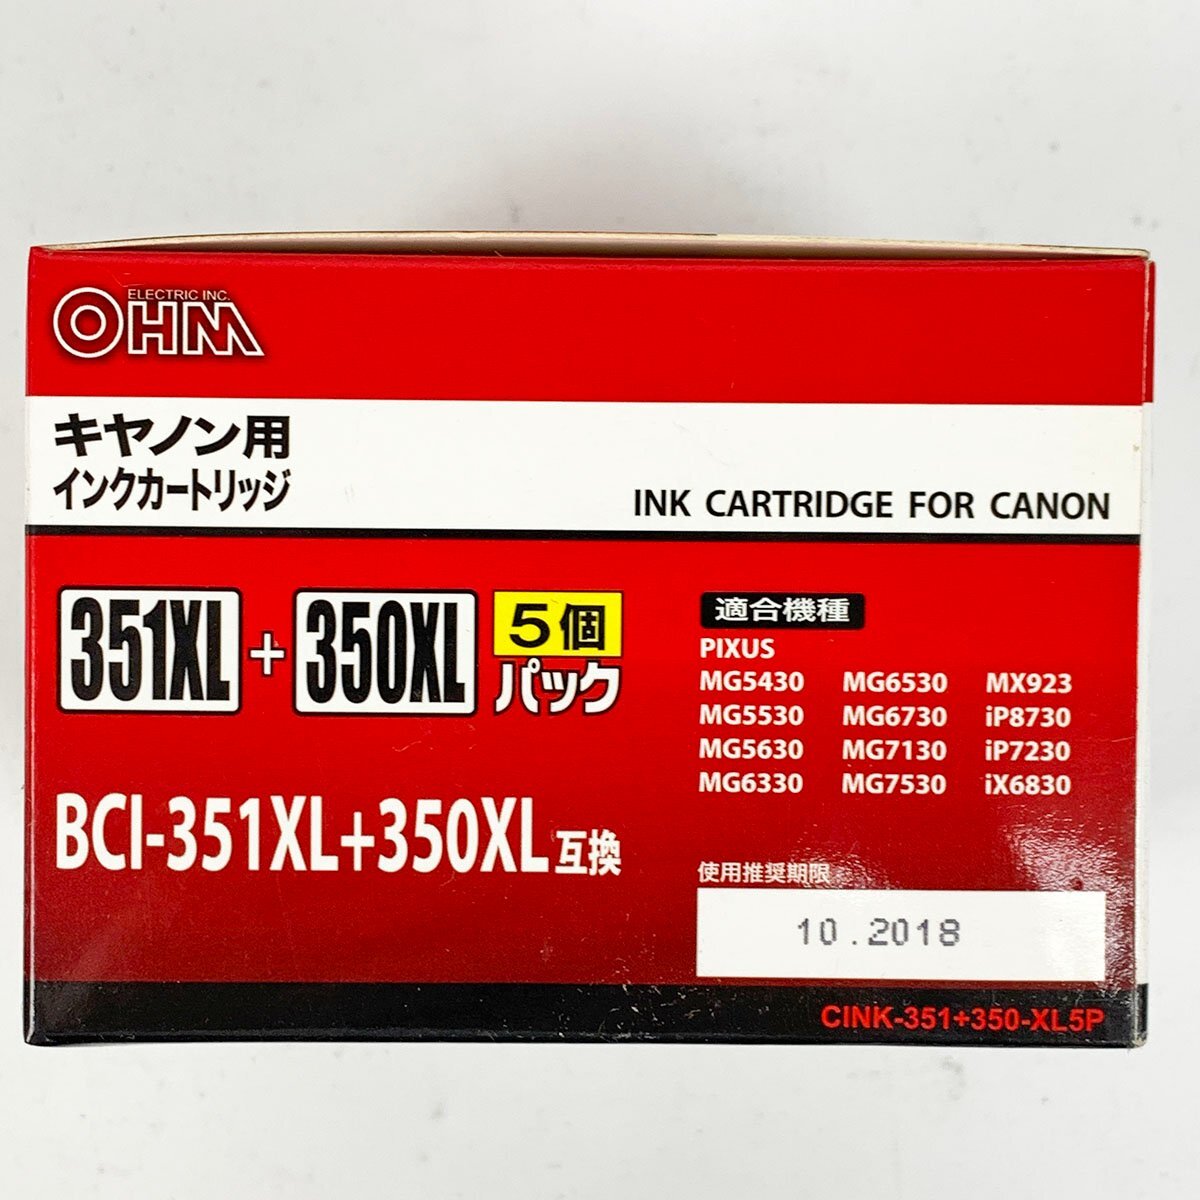 ELECTRIC INC.
OHM
キヤノン用
インクカートリッジ
INK CARTRIDGE FOR CANON
351XL + 350XL 5個
パック
BCI-351XL+350XL互換
適合機種
PIXUS
MG5430 MG6530 MX923
MG5530 MG6730 iP8730
MG5630 MG7130 iP7230
MG6330 MG7530 iX6830
使用推奨期限
10.2018
CINK-351+350-XL5P